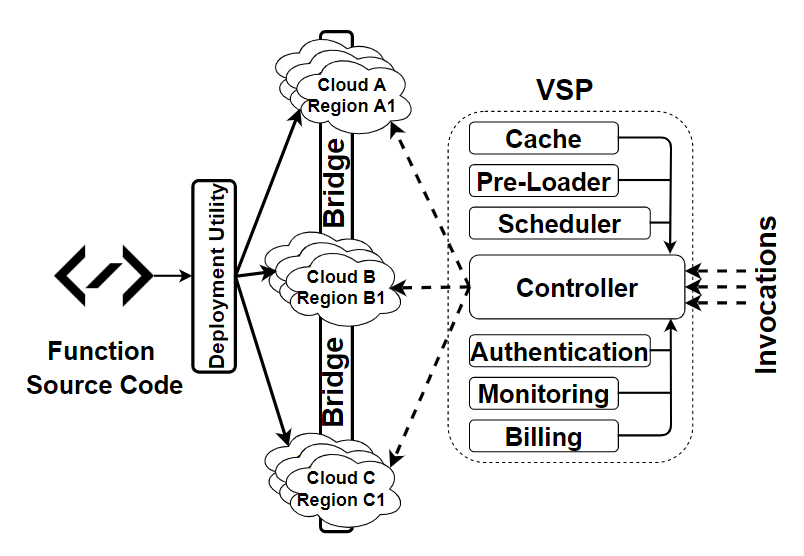 Function
Source Code
Deployment Utility
Cloud A
Region A1
Bridge
Cloud B
Region B1
Bridge
Cloud C
Region C1
VSP
Cache
Pre-Loader
Scheduler
Controller
Authentication
Monitoring
Billing
Invocations